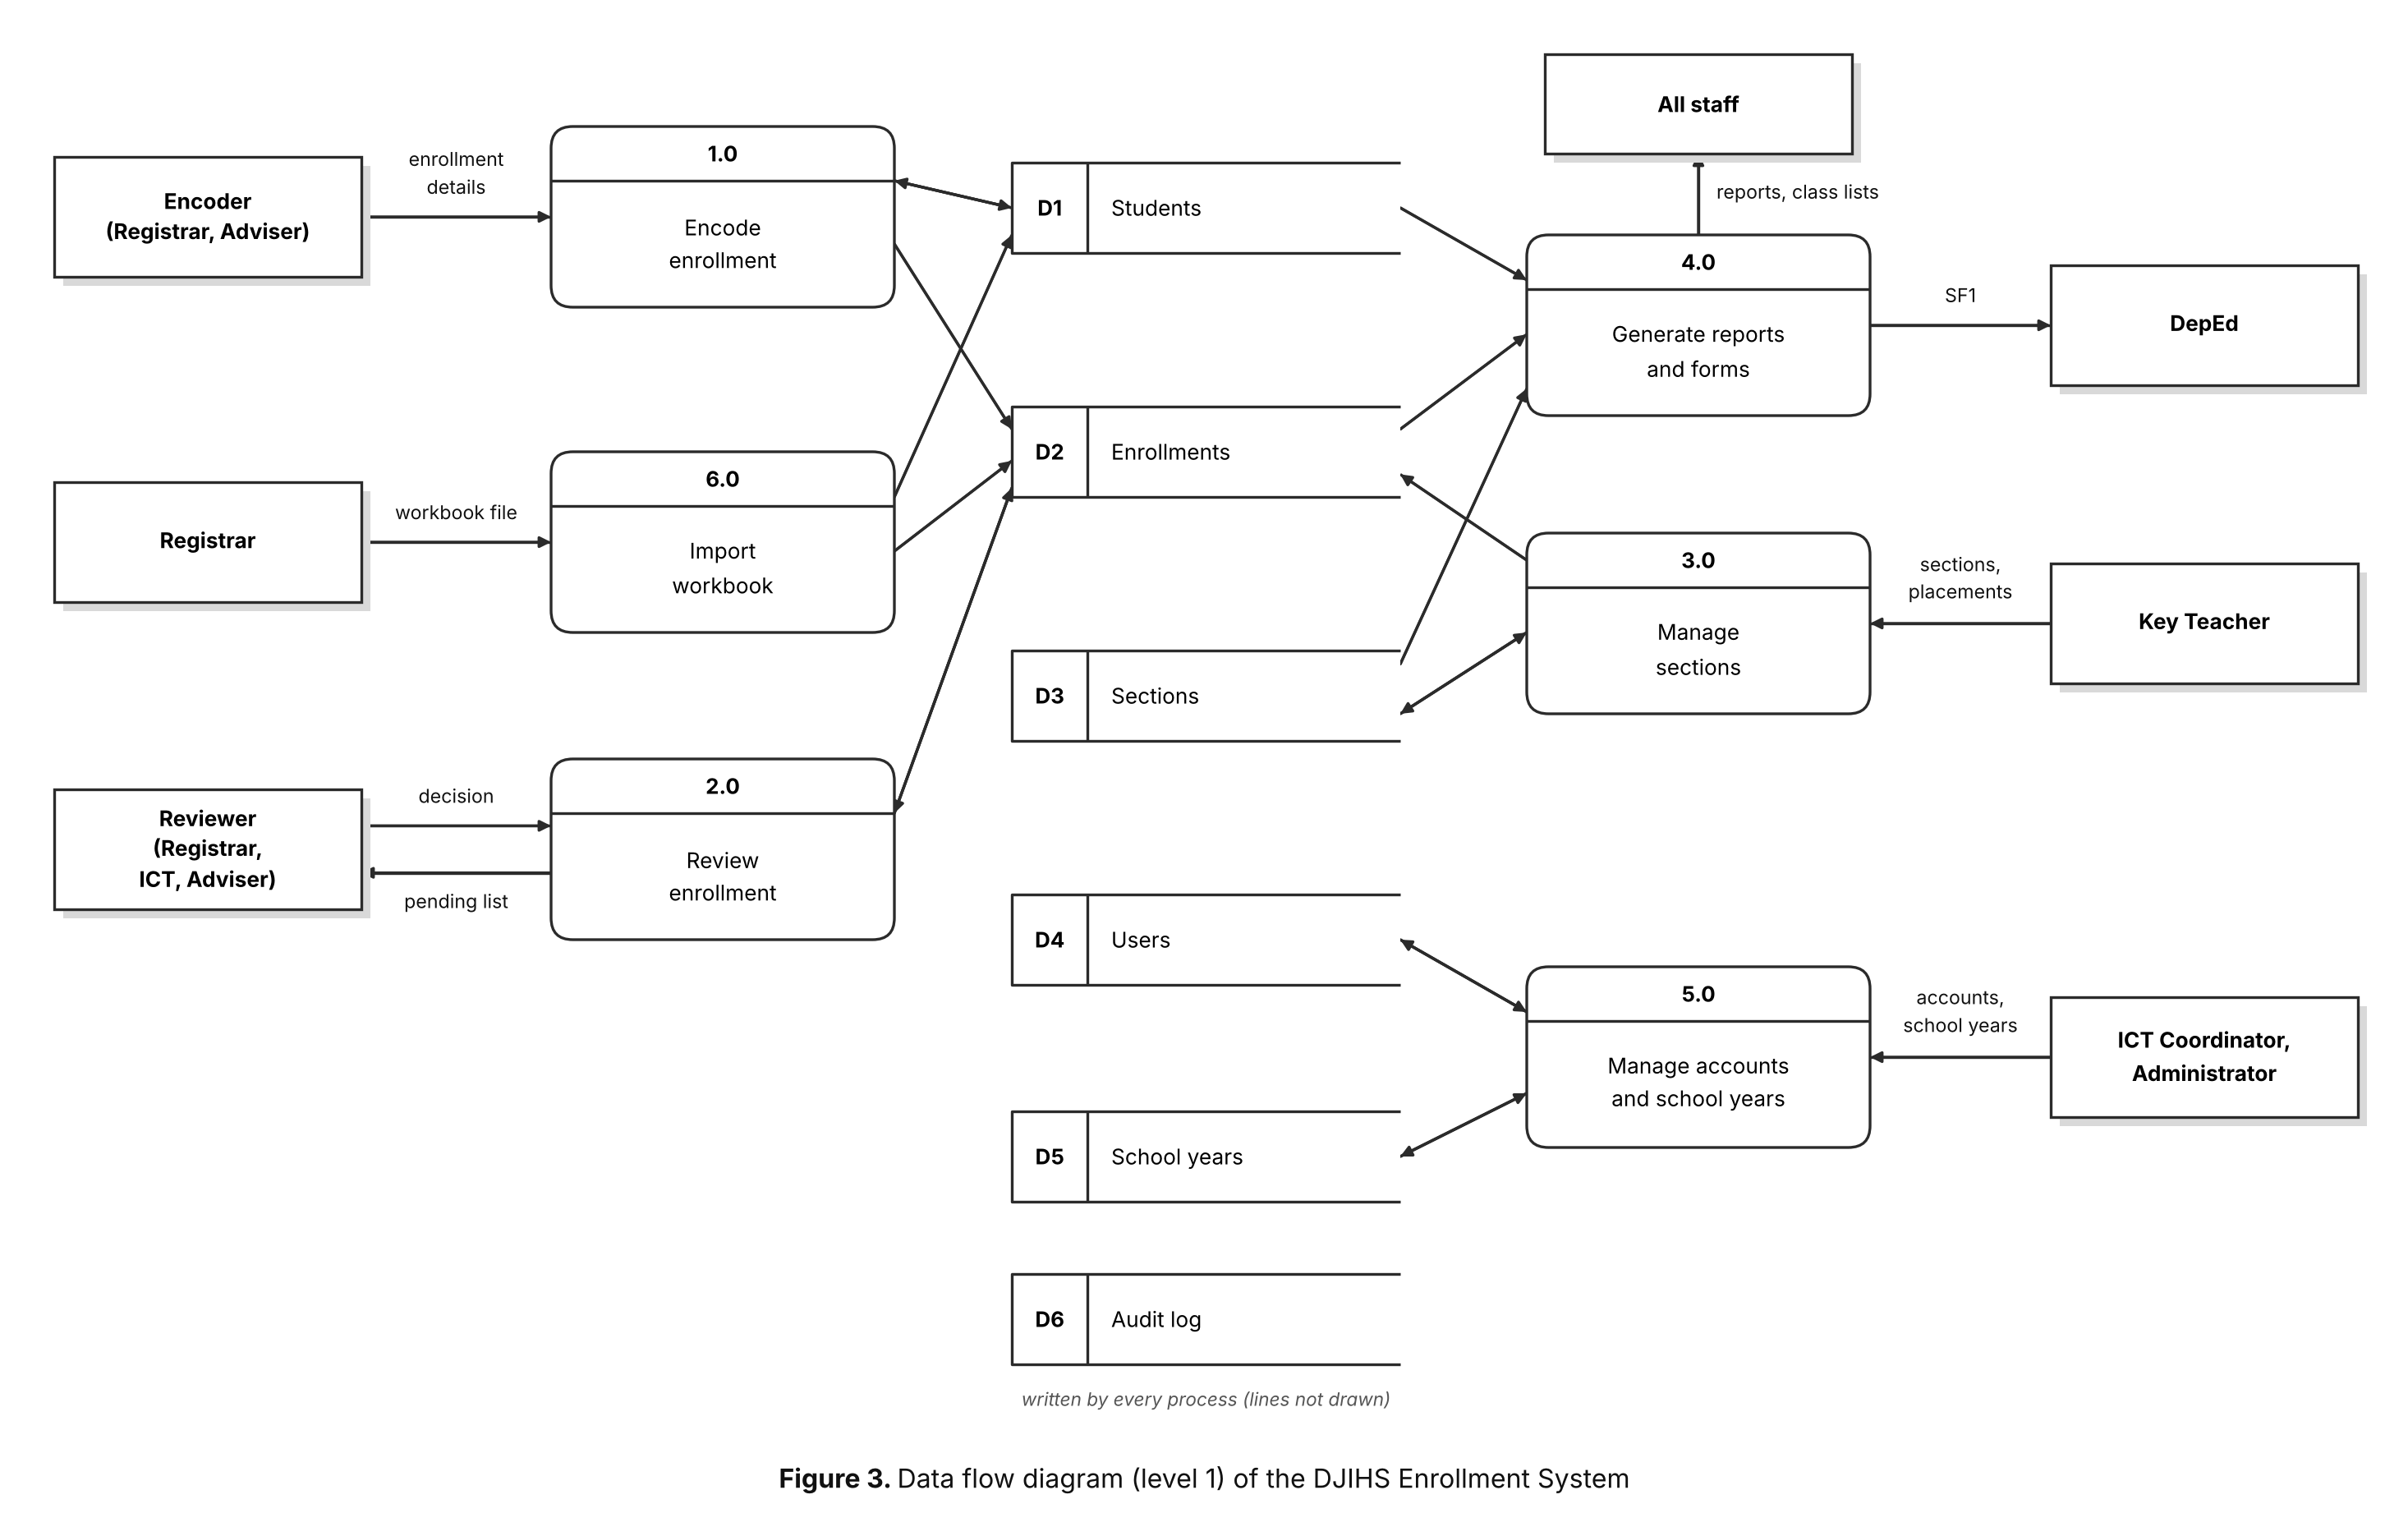 All staff
reports, class lists
Encoder
(Registrar, Adviser)
enrollment
details
1.0
Encode
enrollment
D1
Students
4.0
Generate reports
and forms
SF1
DepEd
Registrar
workbook file
6.0
Import
workbook
D2
Enrollments
3.0
Manage
sections
sections,
placements
Key Teacher
D3
Sections
Reviewer
(Registrar,
ICT, Adviser)
decision
pending list
2.0
Review
enrollment
D4
Users
5.0
Manage accounts
and school years
accounts,
school years
ICT Coordinator,
Administrator
D5
School years
D6
Audit log
written by every process (lines not drawn)
Figure 3. Data flow diagram (level 1) of the DJIHS Enrollment System